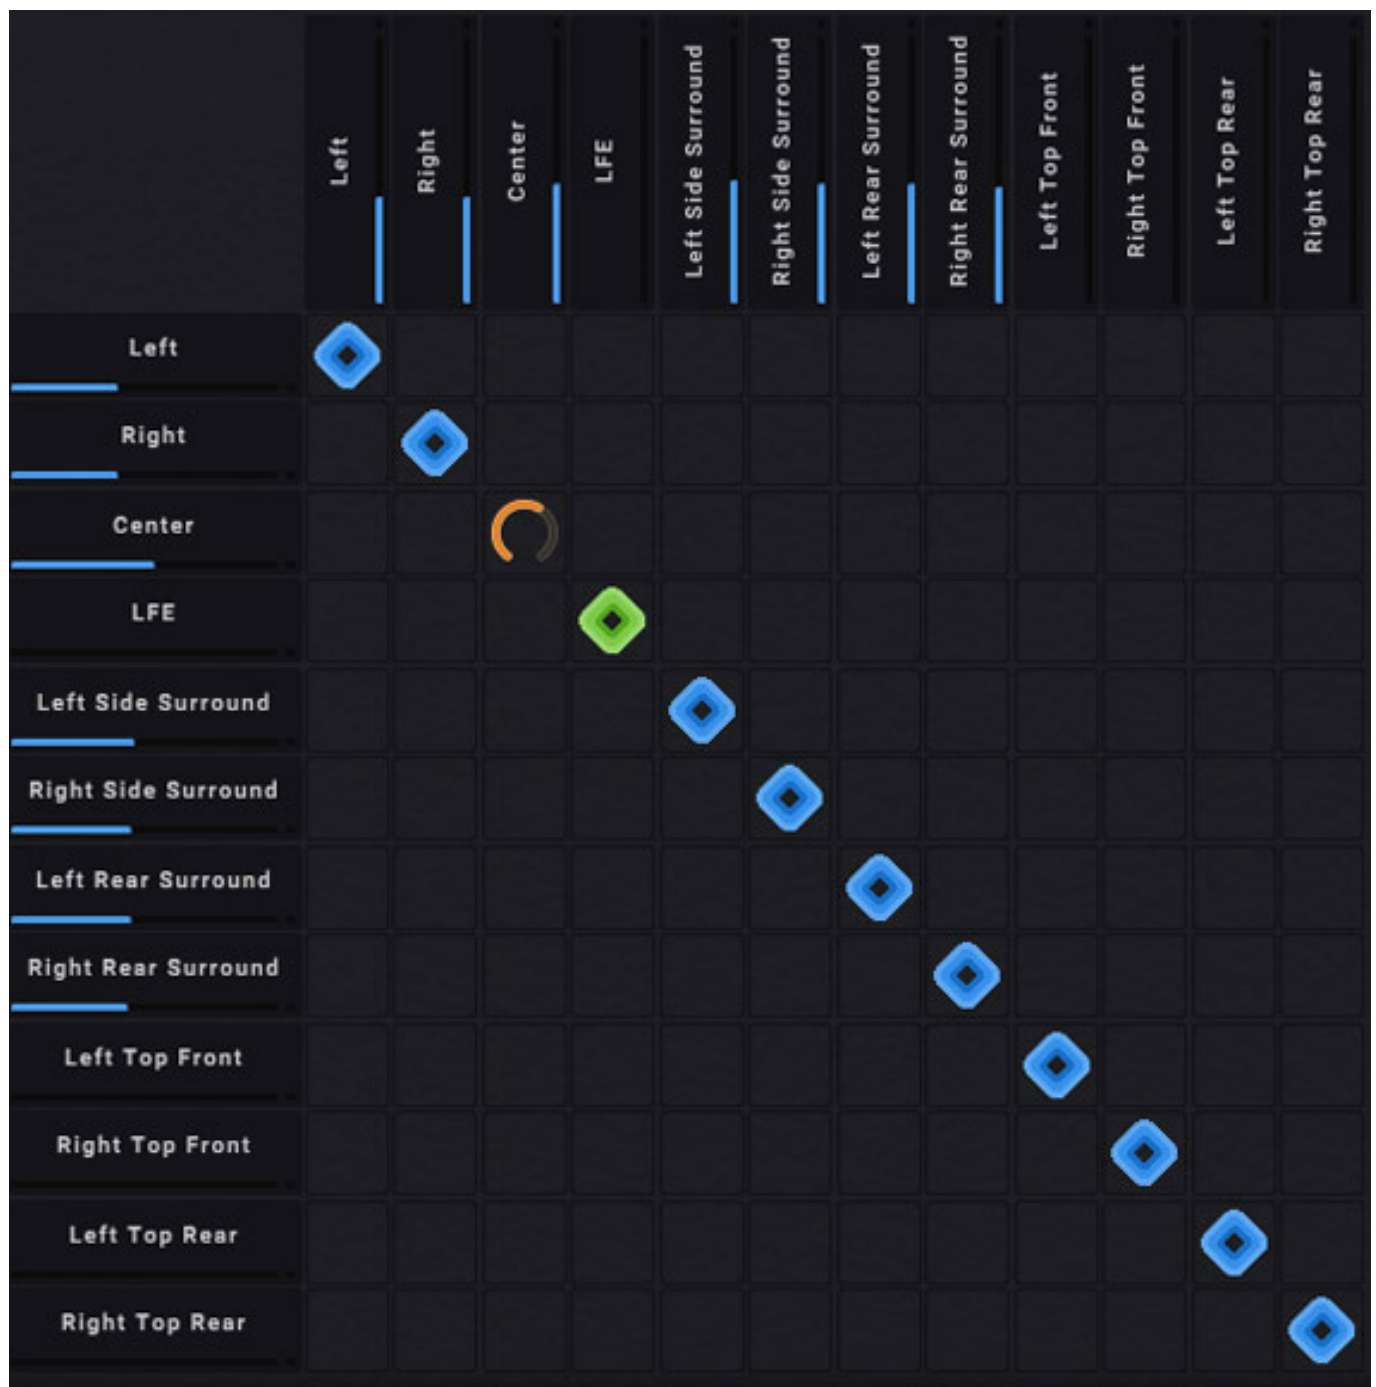 Left
Right
Center
LFE
Left Side Surround
Right Side Surround
Left Rear Surround
Right Rear Surround
Left Top Front
Right Top Front
Left Top Rear
Right Top Rear
Left
Right
Center
LFE
Left Side Surround
Right Side Surround
Left Rear Surround
Right Rear Surround
Left Top Front
Right Top Front
Left Top Rear
Right Top Rear